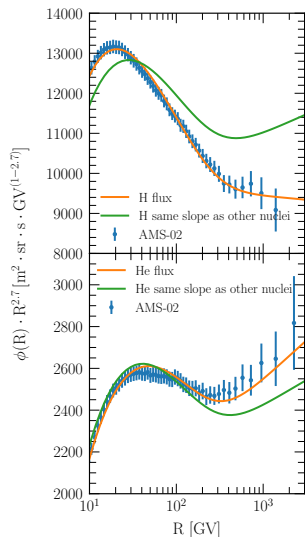 14000
13000
12000
11000
10000
9000
8000
H flux
H same slope as other nuclei
AMS-02
3000
2800
2600
2400
2200
2000
He flux
He same slope as other nuclei
AMS-02
ϕ(R) · R^2.7 [m² · sr · s · GV^(1−2.7)]
10^1
10^2
10^3
R [GV]